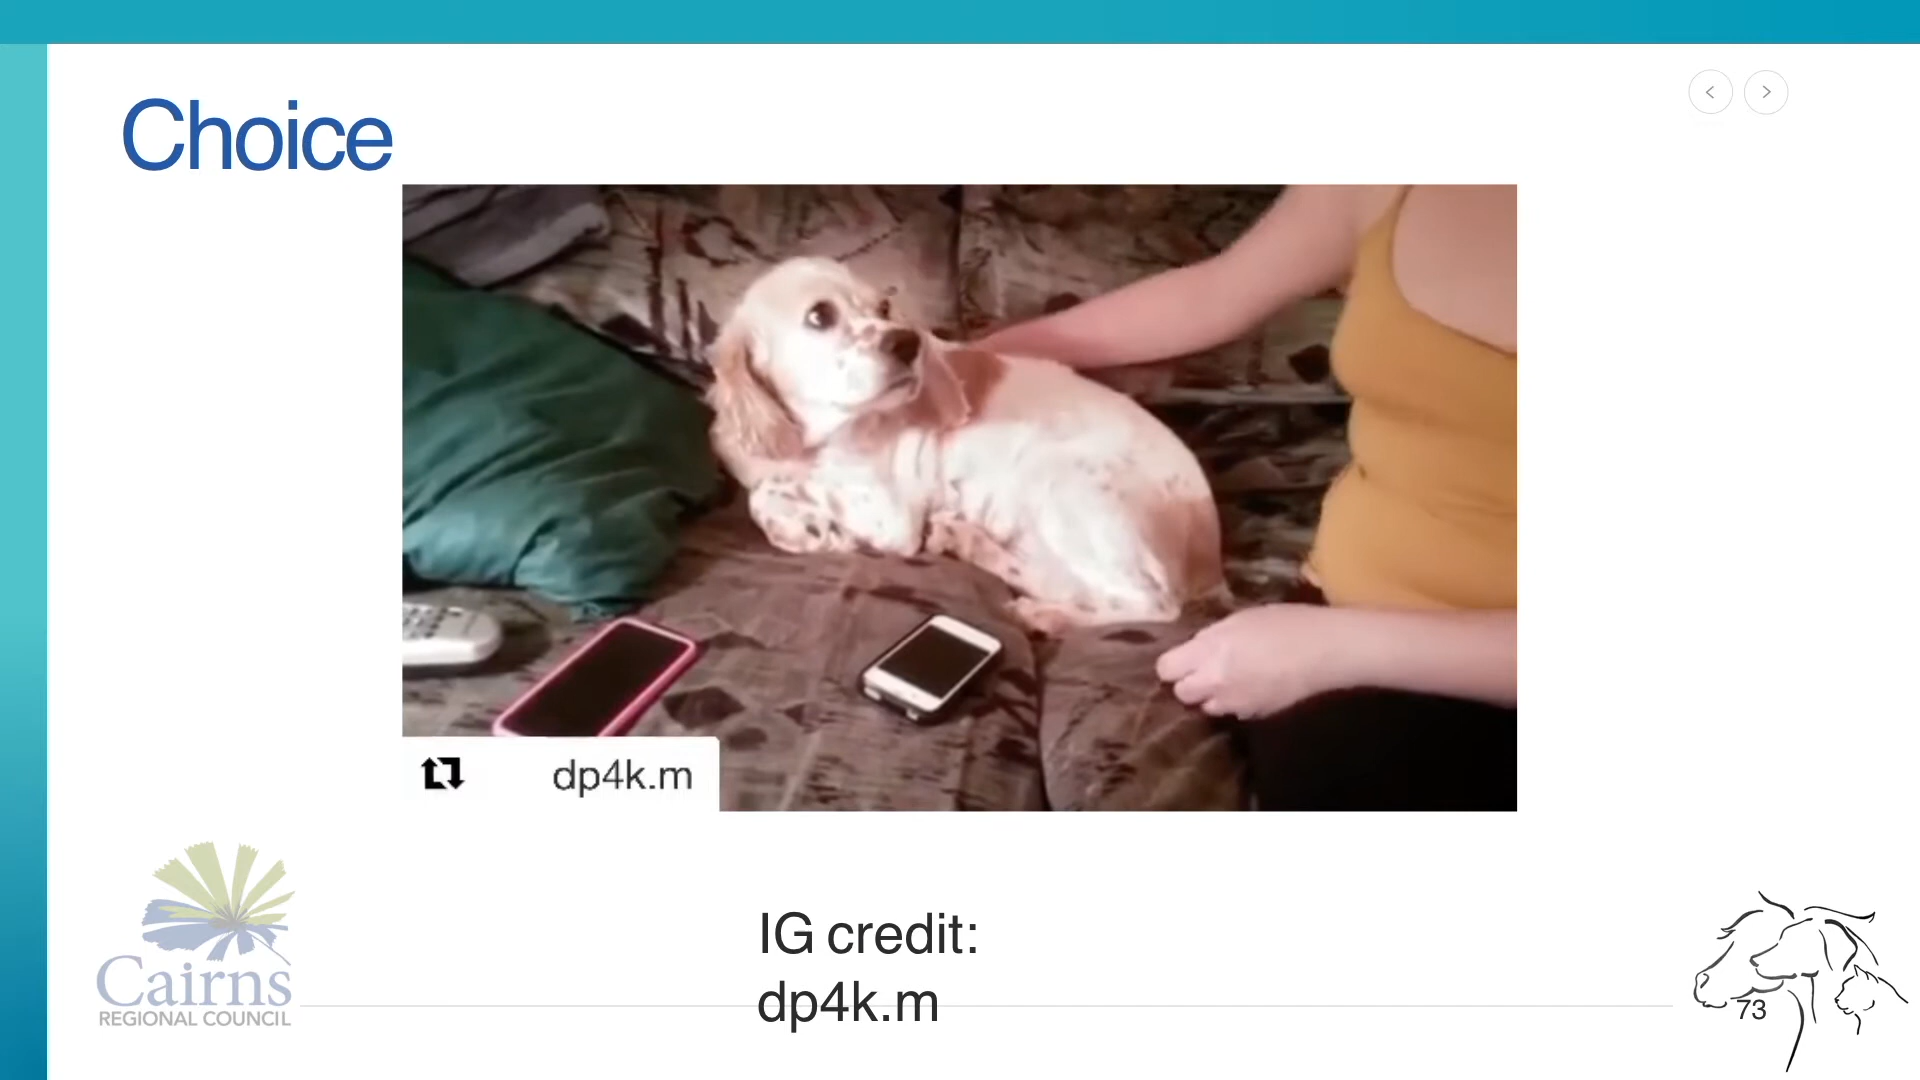 Choice
dp4k.m
IG credit:
dp4k.m
Cairns
REGIONAL COUNCIL
73